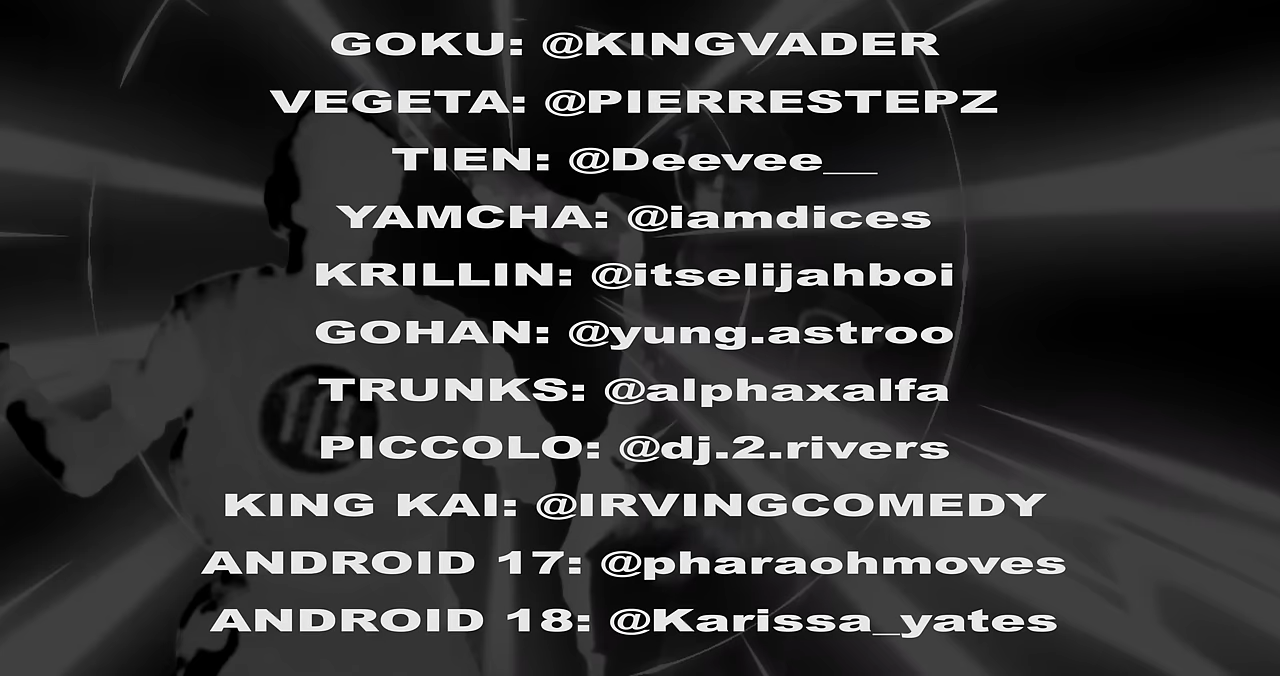 GOKU: @KINGVADER
VEGETA: @PIERRESTEPZ
TIEN: @Deevee__
YAMCHA: @iamdices
KRILLIN: @itselijahboi
GOHAN: @yung.astroo
TRUNKS: @alphaxalfa
PICCOLO: @dj.2.rivers
KING KAI: @IRVINGCOMEDY
ANDROID 17: @pharaohmoves
ANDROID 18: @Karissa_yates